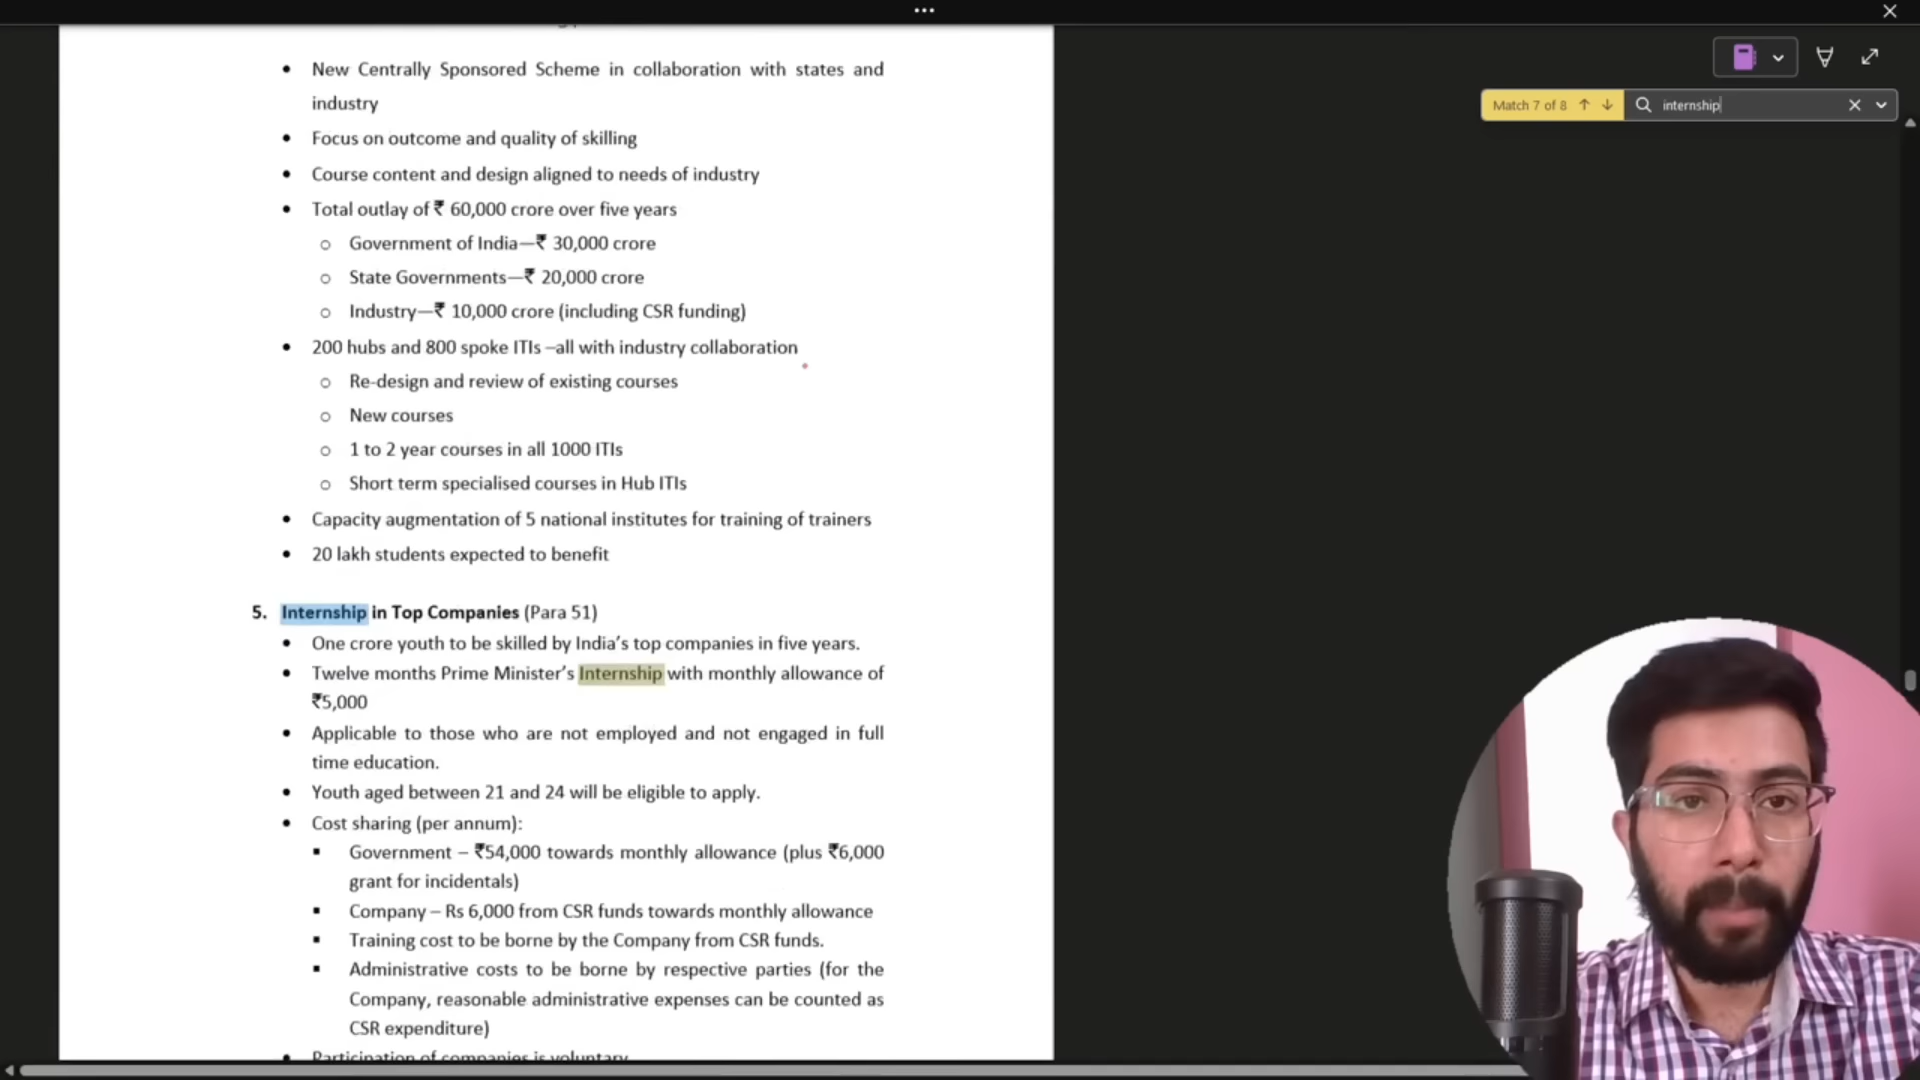 ...
Match 7 of 8
internship
• New Centrally Sponsored Scheme in collaboration with states and
industry
• Focus on outcome and quality of skilling
• Course content and design aligned to needs of industry
• Total outlay of ₹ 60,000 crore over five years
o Government of India—₹ 30,000 crore
o State Governments—₹ 20,000 crore
o Industry—₹ 10,000 crore (including CSR funding)
• 200 hubs and 800 spoke ITIs –all with industry collaboration
o Re-design and review of existing courses
o New courses
o 1 to 2 year courses in all 1000 ITIs
o Short term specialised courses in Hub ITIs
• Capacity augmentation of 5 national institutes for training of trainers
• 20 lakh students expected to benefit
5. Internship in Top Companies (Para 51)
• One crore youth to be skilled by India’s top companies in five years.
• Twelve months Prime Minister’s Internship with monthly allowance of
₹5,000
• Applicable to those who are not employed and not engaged in full
time education.
• Youth aged between 21 and 24 will be eligible to apply.
• Cost sharing (per annum):
▪ Government – ₹54,000 towards monthly allowance (plus ₹6,000
grant for incidentals)
▪ Company – Rs 6,000 from CSR funds towards monthly allowance
▪ Training cost to be borne by the Company from CSR funds.
▪ Administrative costs to be borne by respective parties (for the
Company, reasonable administrative expenses can be counted as
CSR expenditure)
• Participation of companies is voluntary